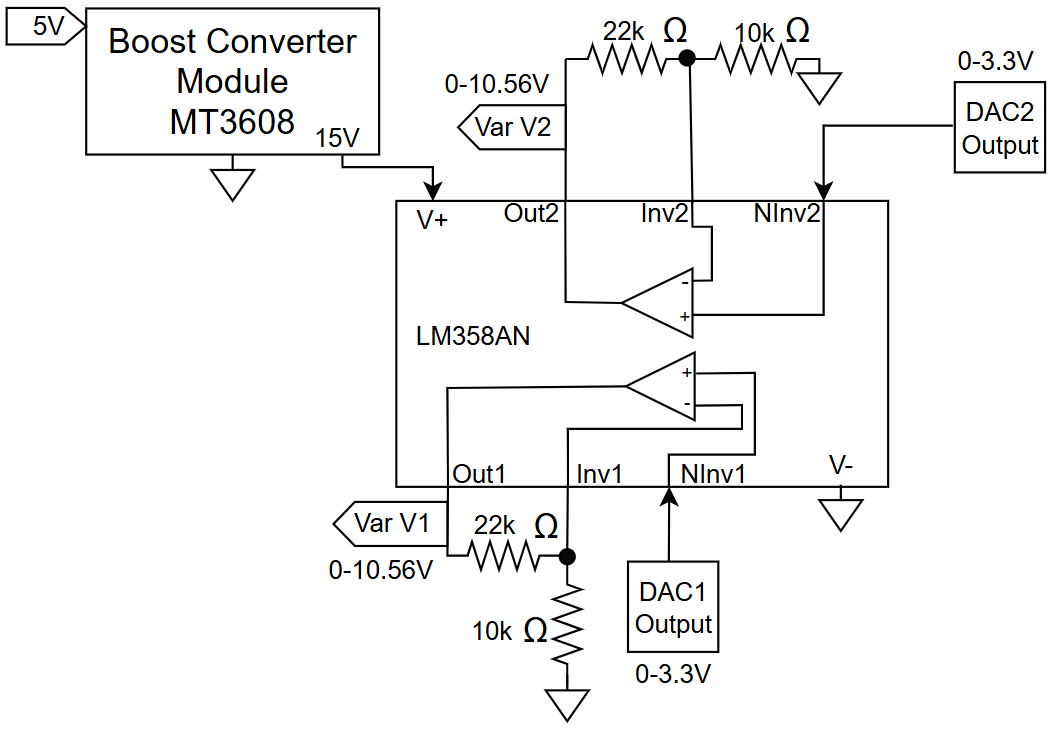 5V
Boost Converter
Module
MT3608
15V
22k Ω
10k Ω
0-3.3V
0-10.56V
Var V2
DAC2
Output
V+
Out2
Inv2
NInv2
-
+
LM358AN
+
-
Out1
Inv1
NInv1
V-
Var V1
22k Ω
0-10.56V
DAC1
Output
10k Ω
0-3.3V